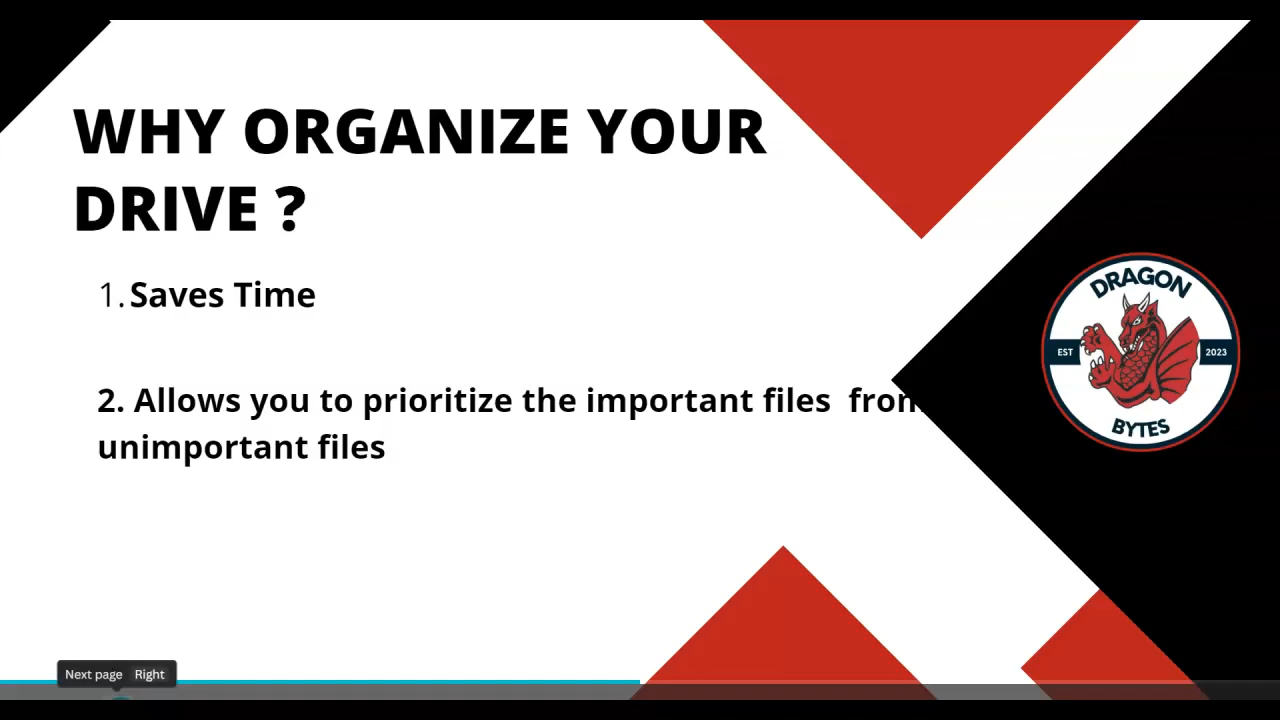 WHY ORGANIZE YOUR
DRIVE ?
1. Saves Time
2. Allows you to prioritize the important files from
unimportant files
DRAGON
EST 2023
BYTES
Next page Right